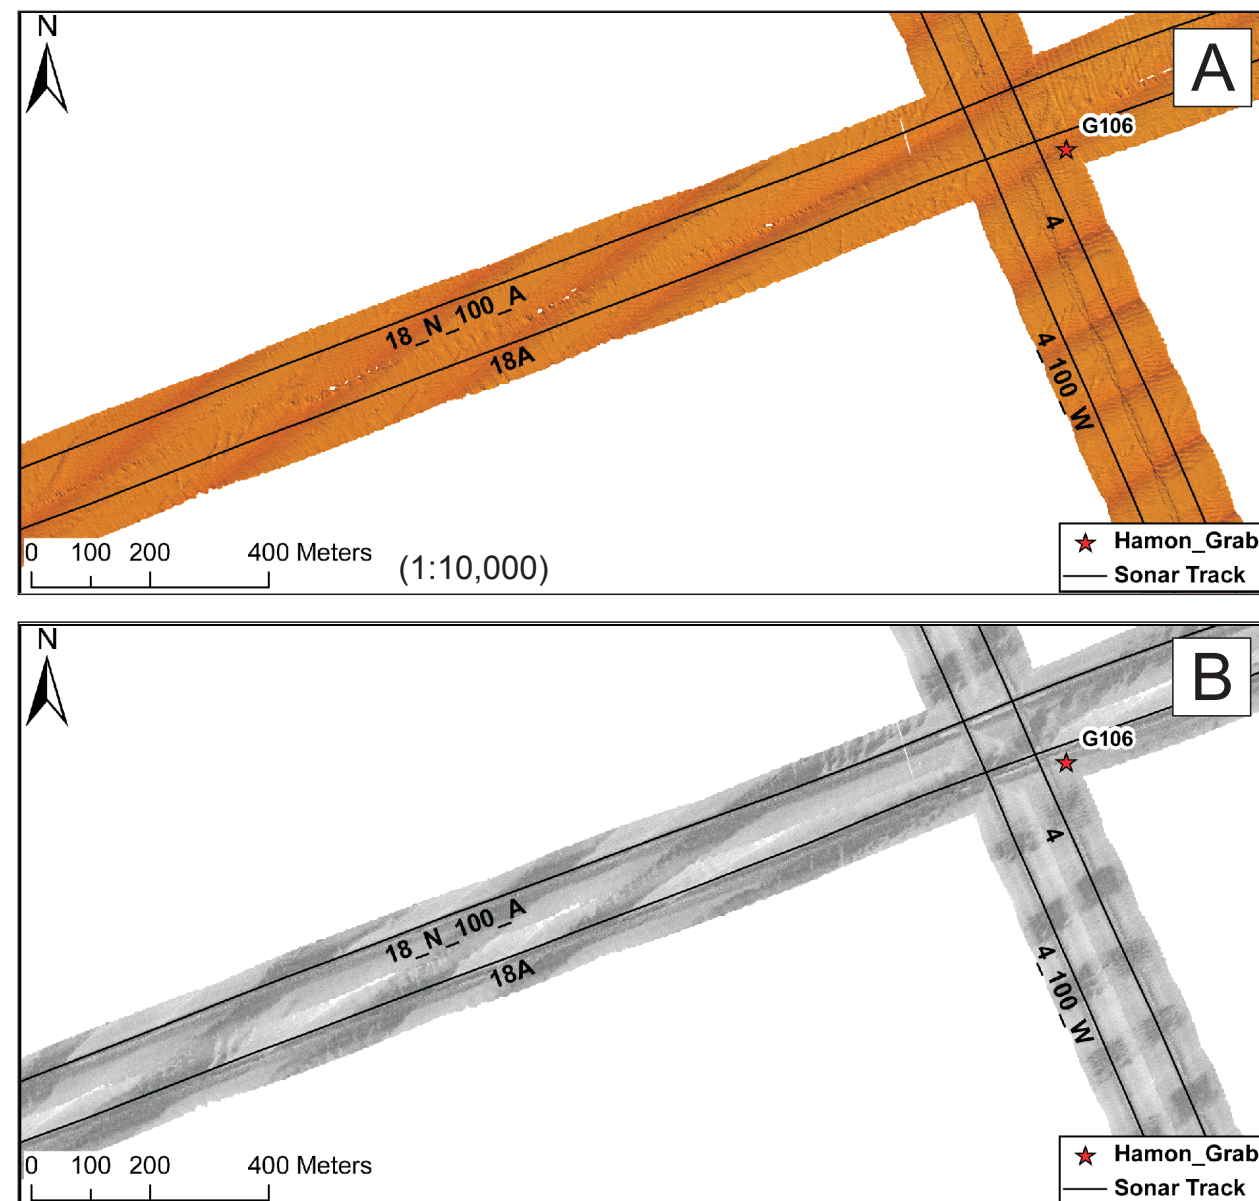 N
A
G106
4
18_N_100_A
18A
4_100_W
0 100 200 400 Meters
(1:10,000)
Hamon_Grab
Sonar Track
N
B
G106
4
18_N_100_A
18A
4_100_W
0 100 200 400 Meters
Hamon_Grab
Sonar Track